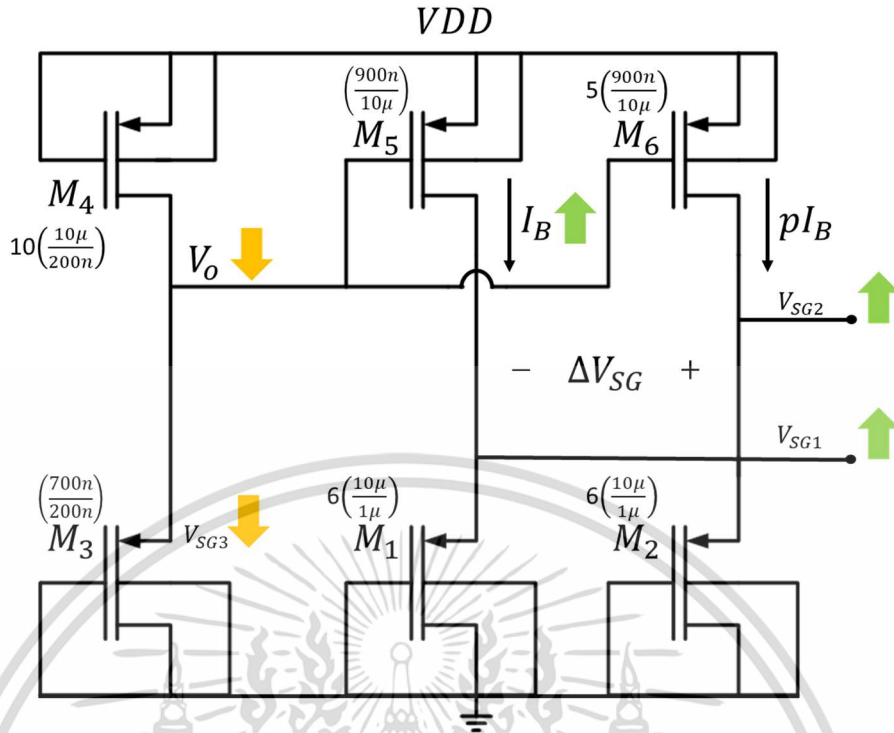 VDD
(900n/10μ)
M5
5(900n/10μ)
M6
M4
10(10μ/200n)
Vo
IB
pIB
VSG2
− ΔVSG +
VSG1
(700n/200n)
M3
VSG3
6(10μ/1μ)
M1
6(10μ/1μ)
M2